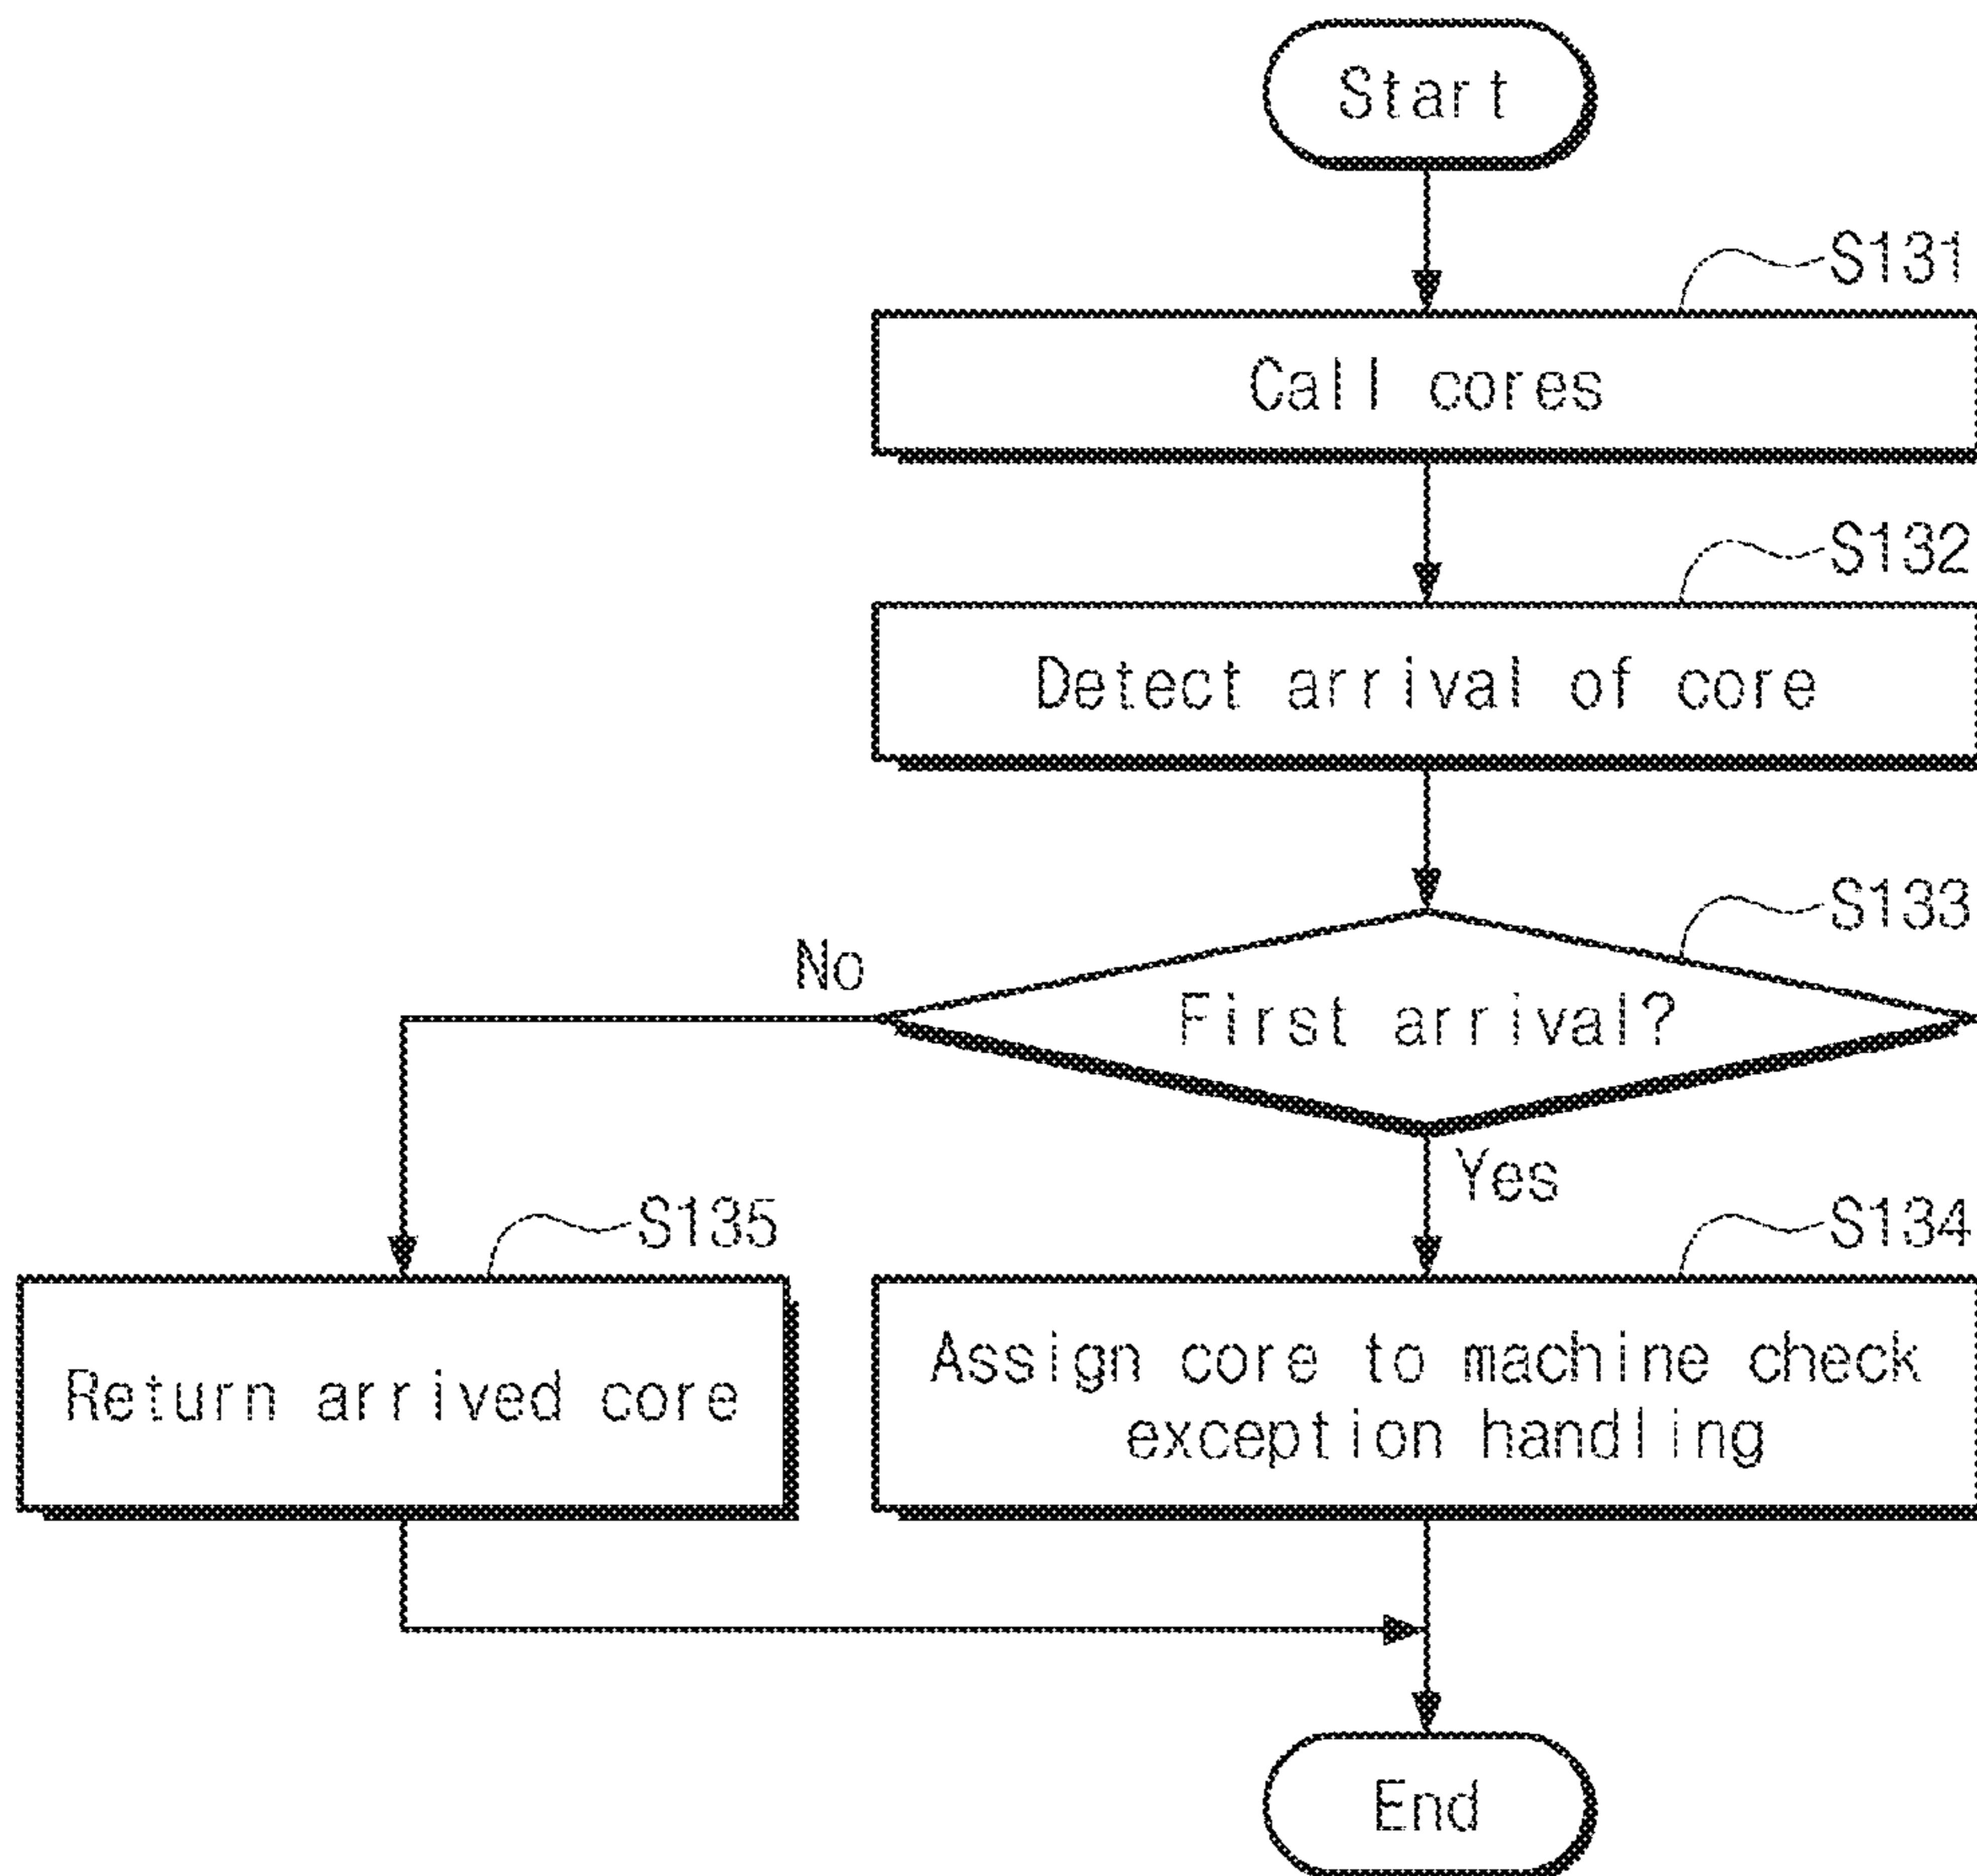 Start
S131
Call cores
S132
Detect arrival of core
S133
No
First arrival?
Yes
S135
S134
Return arrived core
Assign core to machine check
exception handling
End